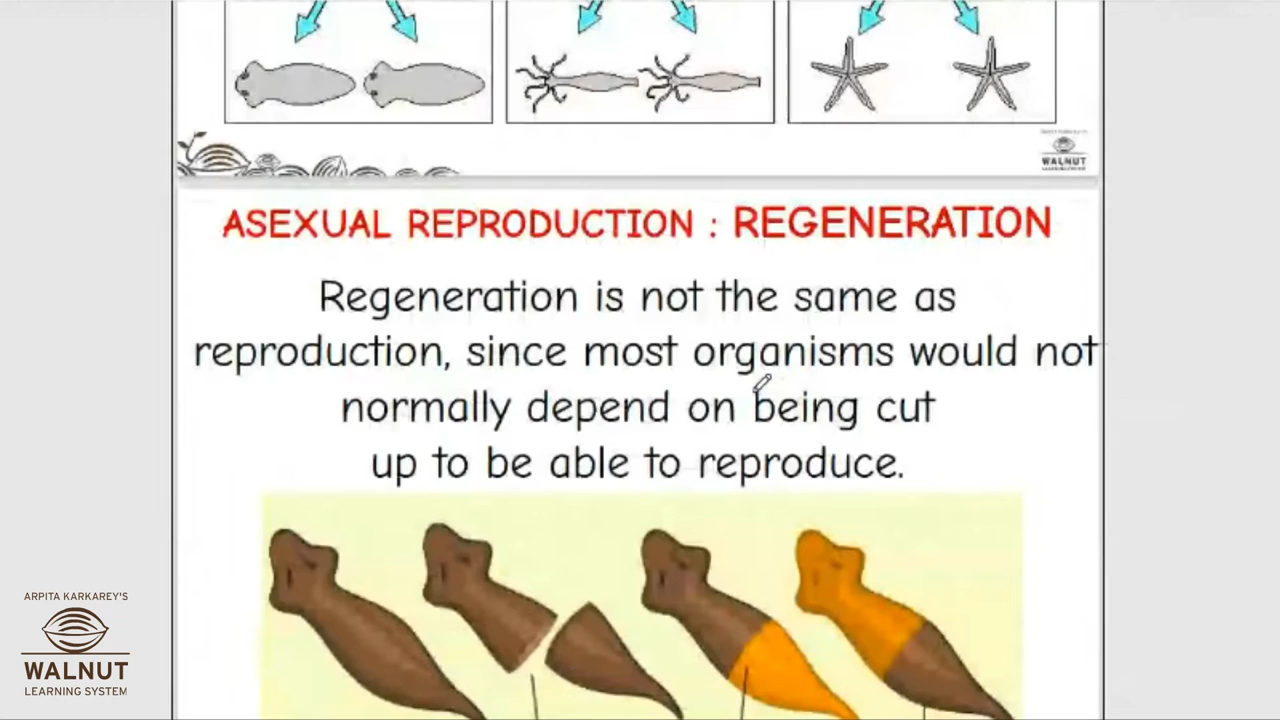 WALNUT
ASEXUAL REPRODUCTION : REGENERATION
Regeneration is not the same as
reproduction, since most organisms would not
normally depend on being cut
up to be able to reproduce.
ARPITA KARKAREY'S
WALNUT
LEARNING SYSTEM